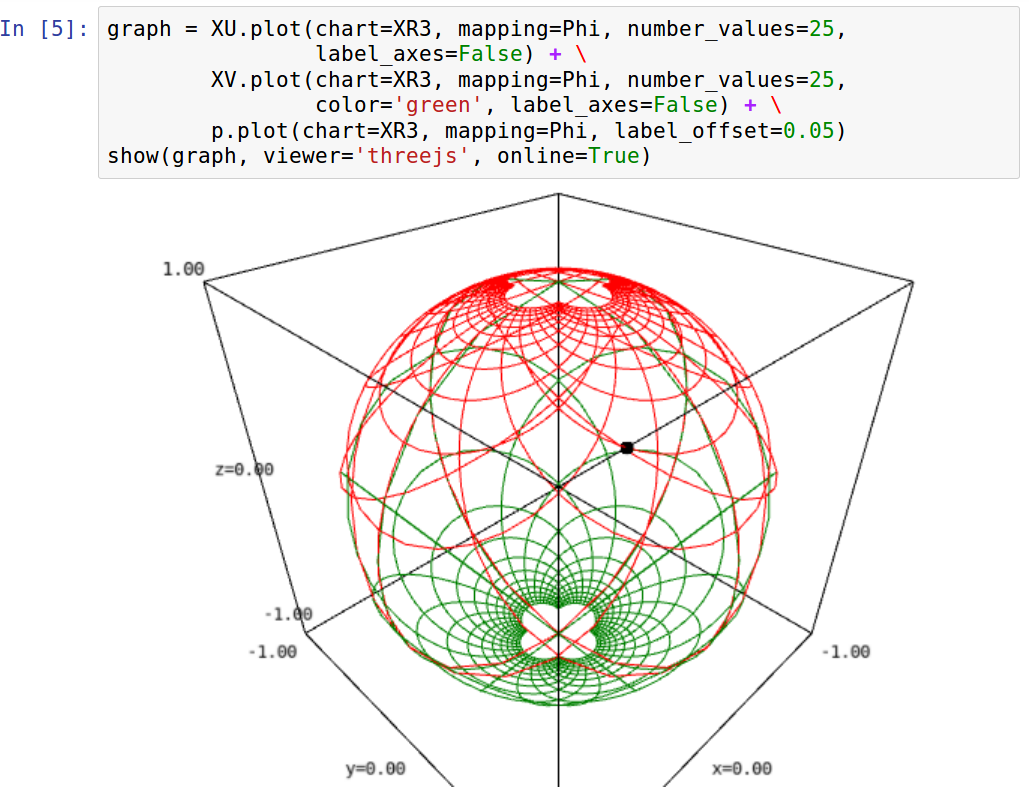 In [5]: graph = XU.plot(chart=XR3, mapping=Phi, number_values=25,
label_axes=False) + \
XV.plot(chart=XR3, mapping=Phi, number_values=25,
color='green', label_axes=False) + \
p.plot(chart=XR3, mapping=Phi, label_offset=0.05)
show(graph, viewer='threejs', online=True)
1.00
z=0.00
-1.00
-1.00
-1.00
y=0.00
x=0.00